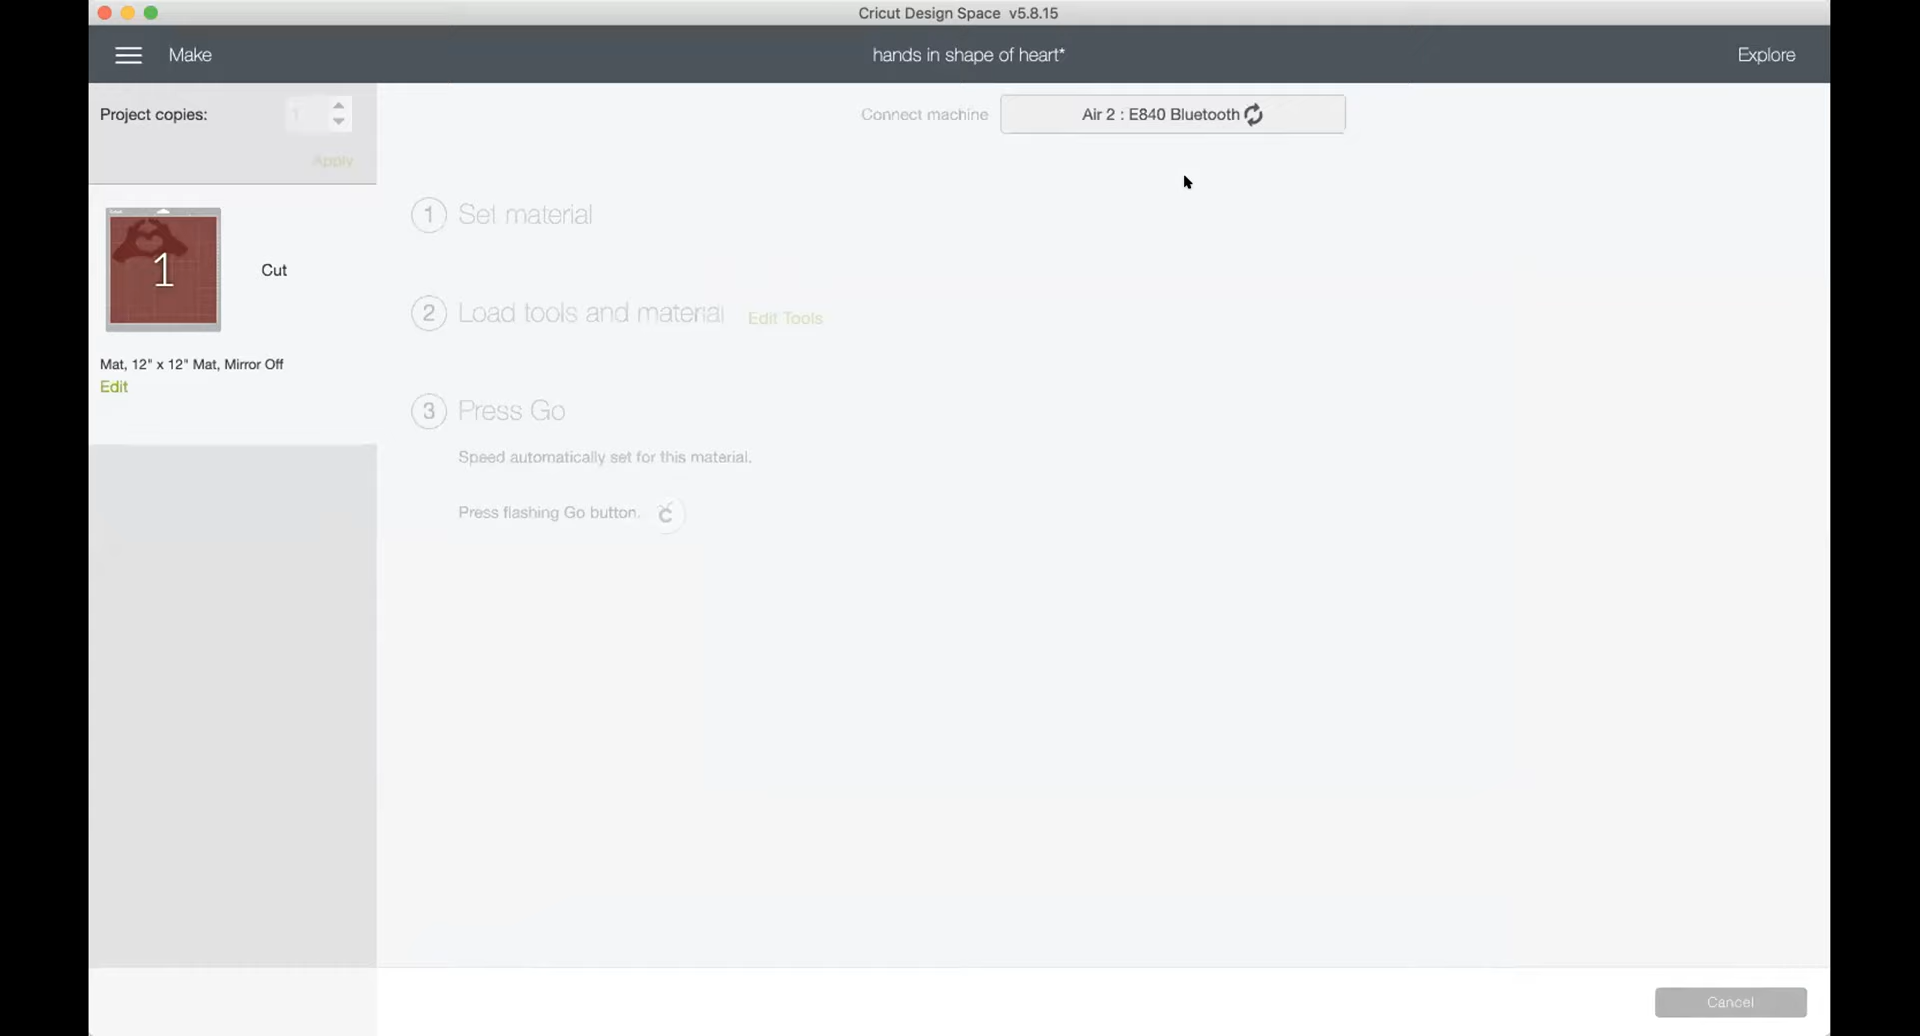 Cricut Design Space v5.8.15
Make
hands in shape of heart*
Explore
Project copies:
1
Connect machine
Air 2 : E840 Bluetooth
Apply
1
Cut
Mat, 12" x 12" Mat, Mirror Off
Edit
1 Set material
2 Load tools and material Edit Tools
3 Press Go
Speed automatically set for this material.
Press flashing Go button.
Cancel